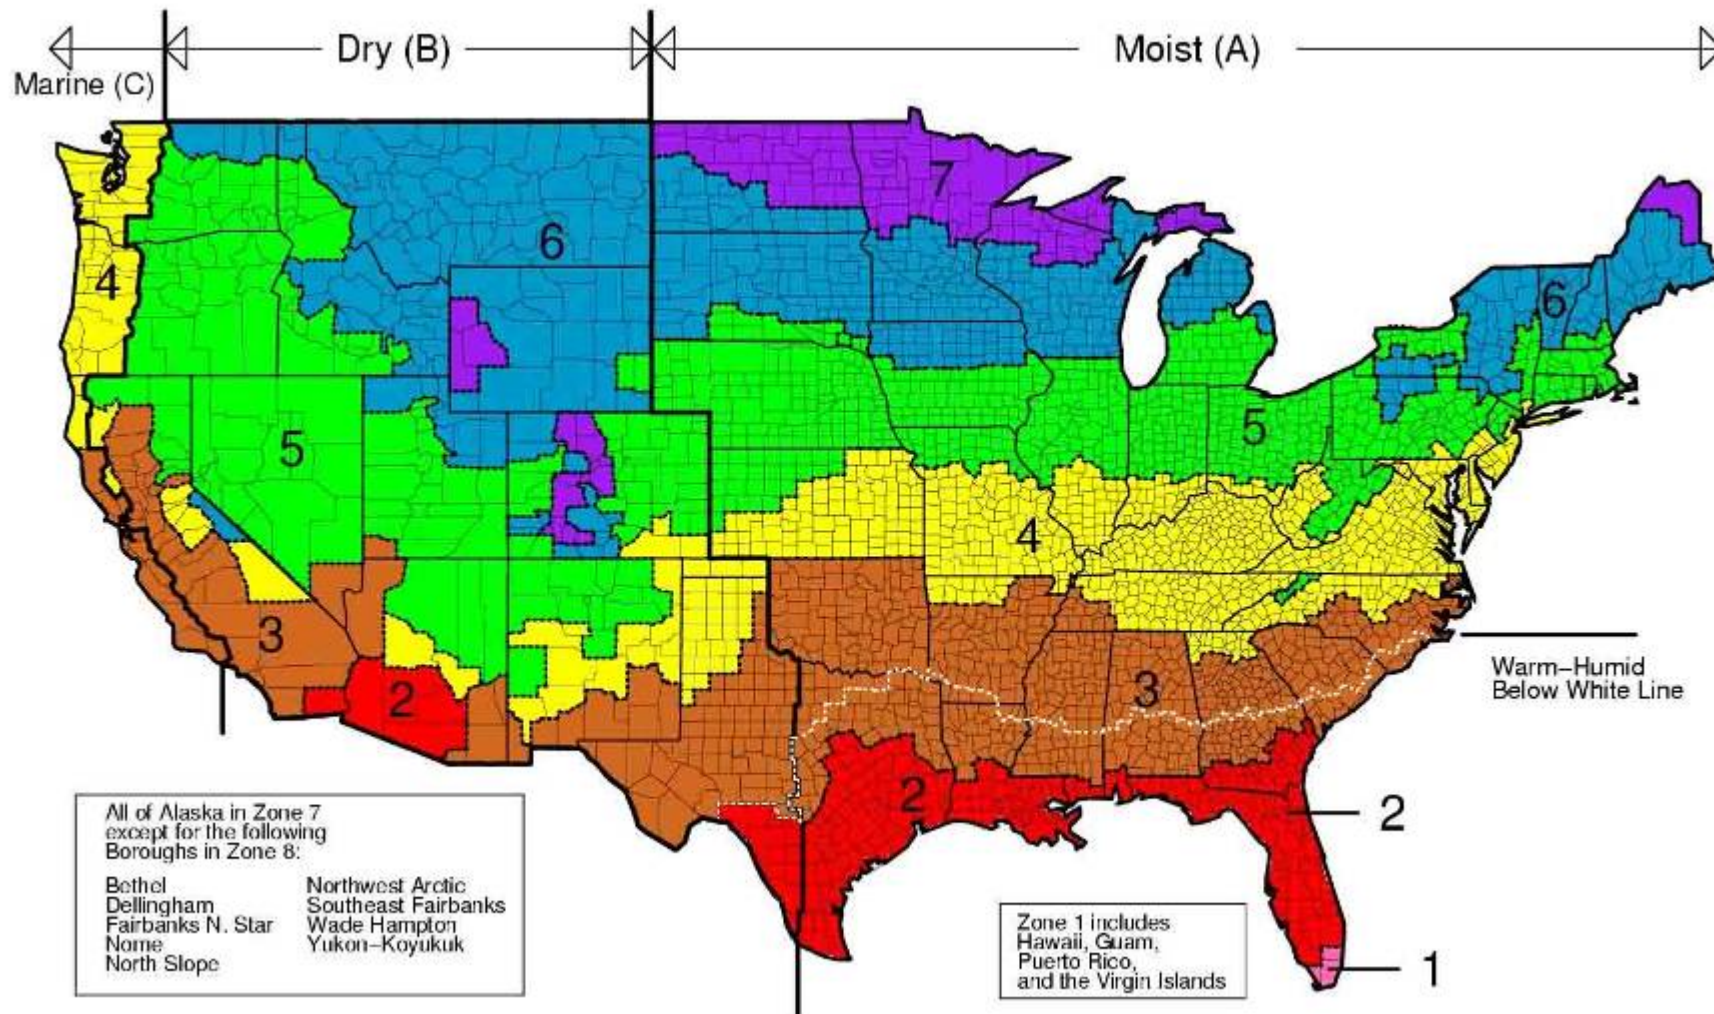 Dry (B)
Moist (A)
Marine (C)
7
6
4
6
5
5
4
3
3
2
2
2
1
Warm–Humid
Below White Line
All of Alaska in Zone 7
except for the following
Boroughs in Zone 8:
Bethel
Dellingham
Fairbanks N. Star
Nome
North Slope
Northwest Arctic
Southeast Fairbanks
Wade Hampton
Yukon–Koyukuk
Zone 1 includes
Hawaii, Guam,
Puerto Rico,
and the Virgin Islands